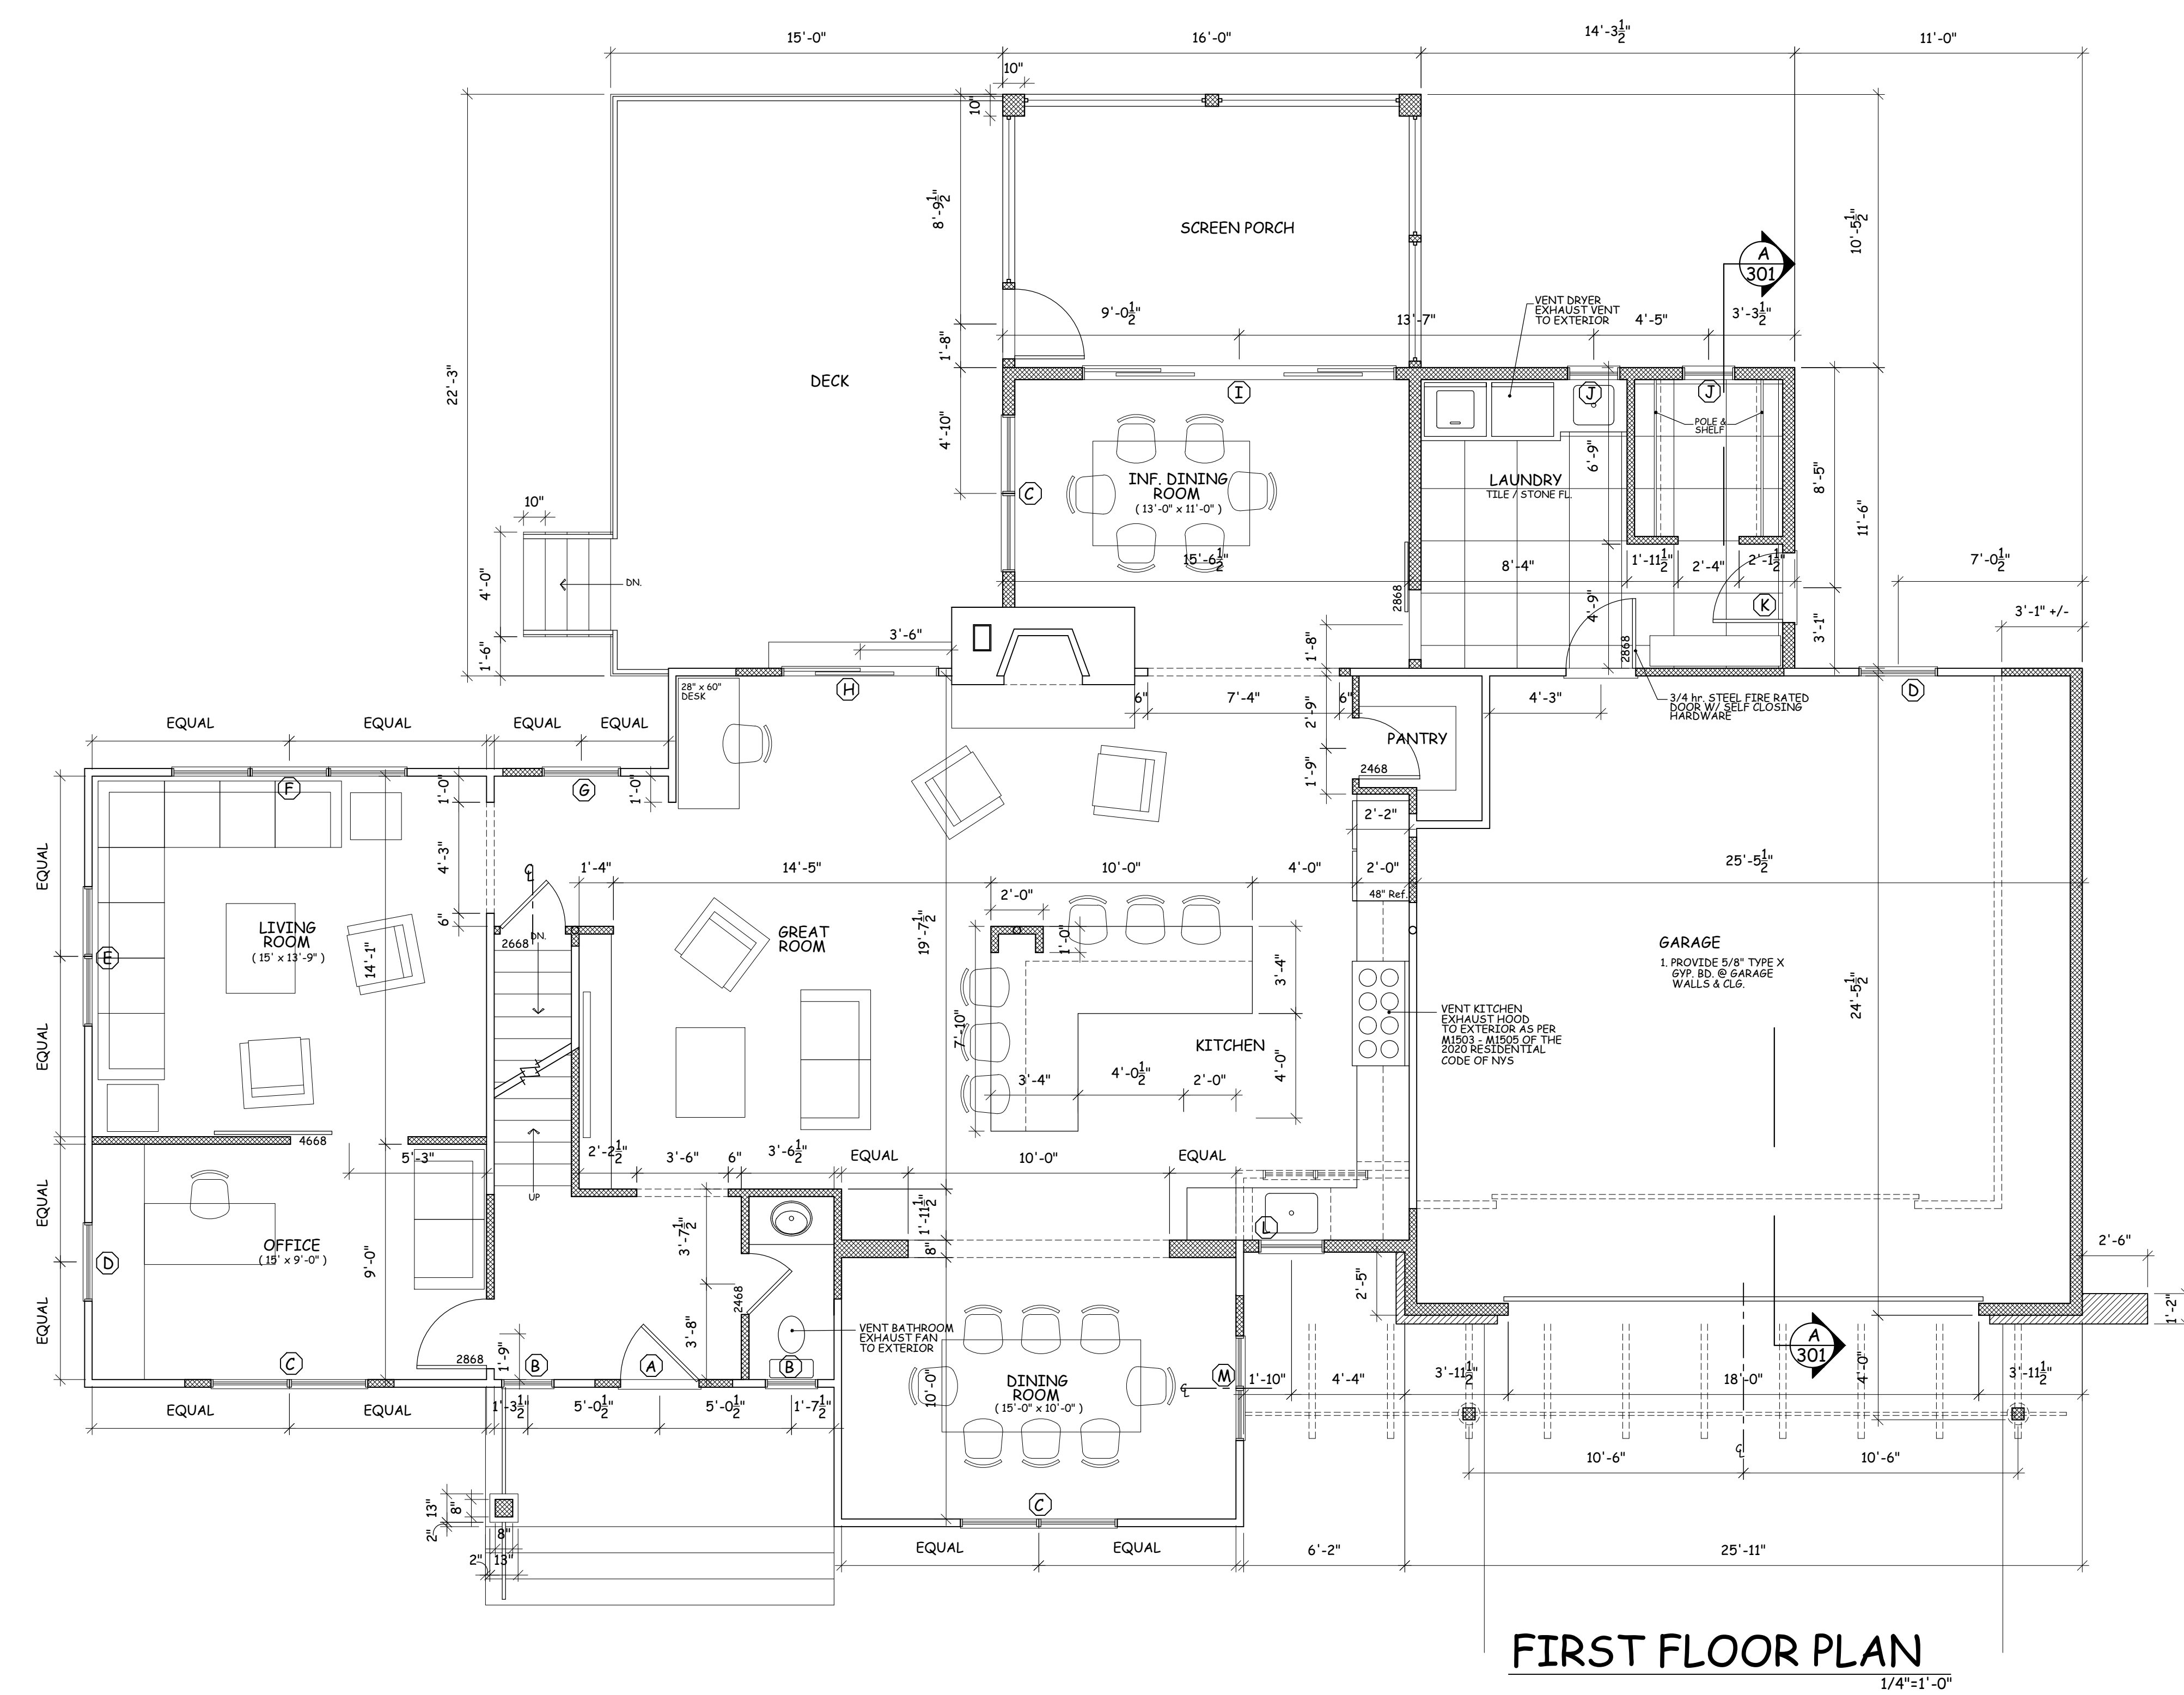 15'-0"
16'-0"
14'-3 1/2"
11'-0"
10"
10"
8'-9 1/2"
SCREEN PORCH
10'-5 1/2"
A
301
VENT DRYER
EXHAUST VENT
TO EXTERIOR
9'-0 1/2"
13'-7"
4'-5"
3'-3 1/2"
1'-8"
22'-3"
DECK
I
J
J
POLE &
SHELF
4'-10"
6'-9"
8'-5"
INF. DINING
ROOM
( 13'-0" x 11'-0" )
C
LAUNDRY
TILE / STONE FL.
10"
11'-6"
15'-6 1/2"
8'-4"
1'-11 1/2"
2'-4"
2'-1 1/2"
7'-0 1/2"
4'-0"
DN.
2868
4'-9"
K
3'-1" +/-
3'-1"
3'-6"
1'-8"
2868
1'-6"
28" x 60"
DESK
H
D
6"
7'-4"
6"
2'-9"
4'-3"
3/4 hr. STEEL FIRE RATED
DOOR W/ SELF CLOSING
HARDWARE
EQUAL
EQUAL
EQUAL
EQUAL
PANTRY
2468
1'-9"
F
G
1'-0"
1'-0"
2'-2"
EQUAL
4'-3"
C
L
1'-4"
14'-5"
10'-0"
4'-0"
2'-0"
25'-5 1/2"
48" Ref.
2'-0"
6"
LIVING
ROOM
( 15' x 13'-9" )
E
14'-1"
2668
DN.
GREAT
ROOM
19'-7 1/2"
1'-0"
3'-4"
GARAGE
1. PROVIDE 5/8" TYPE X
GYP. BD. @ GARAGE
WALLS & CLG.
24'-5 1/2"
VENT KITCHEN
EXHAUST HOOD
TO EXTERIOR AS PER
M1503 - M1505 OF THE
2020 RESIDENTIAL
CODE OF NYS
EQUAL
7'-10"
KITCHEN
4'-0"
3'-4"
4'-0 1/2"
2'-0"
4668
5'-3"
2'-2 1/2"
3'-6"
6"
3'-6 1/2"
EQUAL
10'-0"
EQUAL
UP
EQUAL
1'-11 1/2"
8"
3'-7 1/2"
L
OFFICE
( 15' x 9'-0" )
D
9'-0"
2'-6"
2'-5"
2468
1'-2"
EQUAL
3'-8"
VENT BATHROOM
EXHAUST FAN
TO EXTERIOR
A
301
C
2868
1'-9"
B
A
B
10'-0"
DINING
ROOM
( 15'-0" x 10'-0" )
M
C
L
1'-10"
4'-4"
3'-11 1/2"
18'-0"
4'-0"
3'-11 1/2"
EQUAL
EQUAL
1'-3 1/2"
5'-0 1/2"
5'-0 1/2"
1'-7 1/2"
C
L
10'-6"
10'-6"
13"
8"
2"
8"
2"
13"
C
EQUAL
EQUAL
6'-2"
25'-11"
FIRST FLOOR PLAN
1/4"=1'-0"